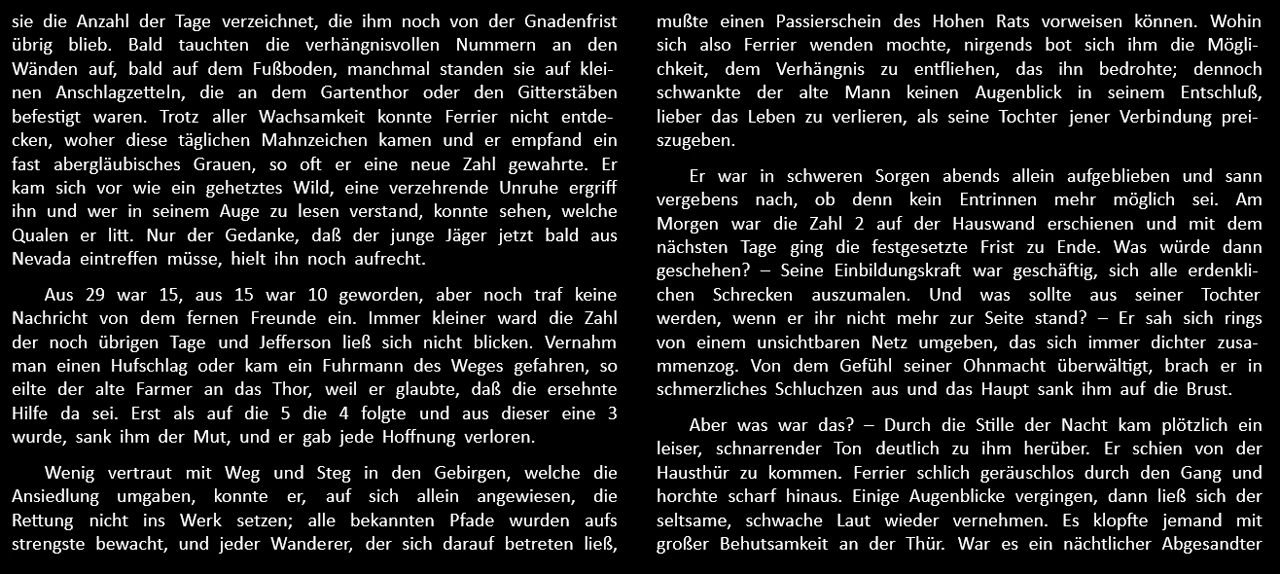 sie die Anzahl der Tage verzeichnet, die ihm noch von der Gnadenfrist
übrig blieb. Bald tauchten die verhängnisvollen Nummern an den
Wänden auf, bald auf dem Fußboden, manchmal standen sie auf klei-
nen Anschlagzetteln, die an dem Gartenthor oder den Gitterstäben
befestigt waren. Trotz aller Wachsamkeit konnte Ferrier nicht entde-
cken, woher diese täglichen Mahnzeichen kamen und er empfand ein
fast abergläubisches Grauen, so oft er eine neue Zahl gewahrte. Er
kam sich vor wie ein gehetztes Wild, eine verzehrende Unruhe ergriff
ihn und wer in seinem Auge zu lesen verstand, konnte sehen, welche
Qualen er litt. Nur der Gedanke, daß der junge Jäger jetzt bald aus
Nevada eintreffen müsse, hielt ihn noch aufrecht.
Aus 29 war 15, aus 15 war 10 geworden, aber noch traf keine
Nachricht von dem fernen Freunde ein. Immer kleiner ward die Zahl
der noch übrigen Tage und Jefferson ließ sich nicht blicken. Vernahm
man einen Hufschlag oder kam ein Fuhrmann des Weges gefahren, so
eilte der alte Farmer an das Thor, weil er glaubte, daß die ersehnte
Hilfe da sei. Erst als auf die 5 die 4 folgte und aus dieser eine 3
wurde, sank ihm der Mut, und er gab jede Hoffnung verloren.
Wenig vertraut mit Weg und Steg in den Gebirgen, welche die
Ansiedlung umgaben, konnte er, auf sich allein angewiesen, die
Rettung nicht ins Werk setzen; alle bekannten Pfade wurden aufs
strengste bewacht, und jeder Wanderer, der sich darauf betreten ließ,
mußte einen Passierschein des Hohen Rats vorweisen können. Wohin
sich also Ferrier wenden mochte, nirgends bot sich ihm die Mögli-
chkeit, dem Verhängnis zu entfliehen, das ihn bedrohte; dennoch
schwankte der alte Mann keinen Augenblick in seinem Entschluß,
lieber das Leben zu verlieren, als seine Tochter jener Verbindung prei-
szugeben.
Er war in schweren Sorgen abends allein aufgeblieben und sann
vergebens nach, ob denn kein Entrinnen mehr möglich sei. Am
Morgen war die Zahl 2 auf der Hauswand erschienen und mit dem
nächsten Tage ging die festgesetzte Frist zu Ende. Was würde dann
geschehen? – Seine Einbildungskraft war geschäftig, sich alle erdenkli-
chen Schrecken auszumalen. Und was sollte aus seiner Tochter
werden, wenn er ihr nicht mehr zur Seite stand? – Er sah sich rings
von einem unsichtbaren Netz umgeben, das sich immer dichter zusa-
mmenzog. Von dem Gefühl seiner Ohnmacht überwältigt, brach er in
schmerzliches Schluchzen aus und das Haupt sank ihm auf die Brust.
Aber was war das? – Durch die Stille der Nacht kam plötzlich ein
leiser, schnarrender Ton deutlich zu ihm herüber. Er schien von der
Hausthür zu kommen. Ferrier schlich geräuschlos durch den Gang und
horchte scharf hinaus. Einige Augenblicke vergingen, dann ließ sich der
seltsame, schwache Laut wieder vernehmen. Es klopfte jemand mit
großer Behutsamkeit an der Thür. War es ein nächtlicher Abgesandter